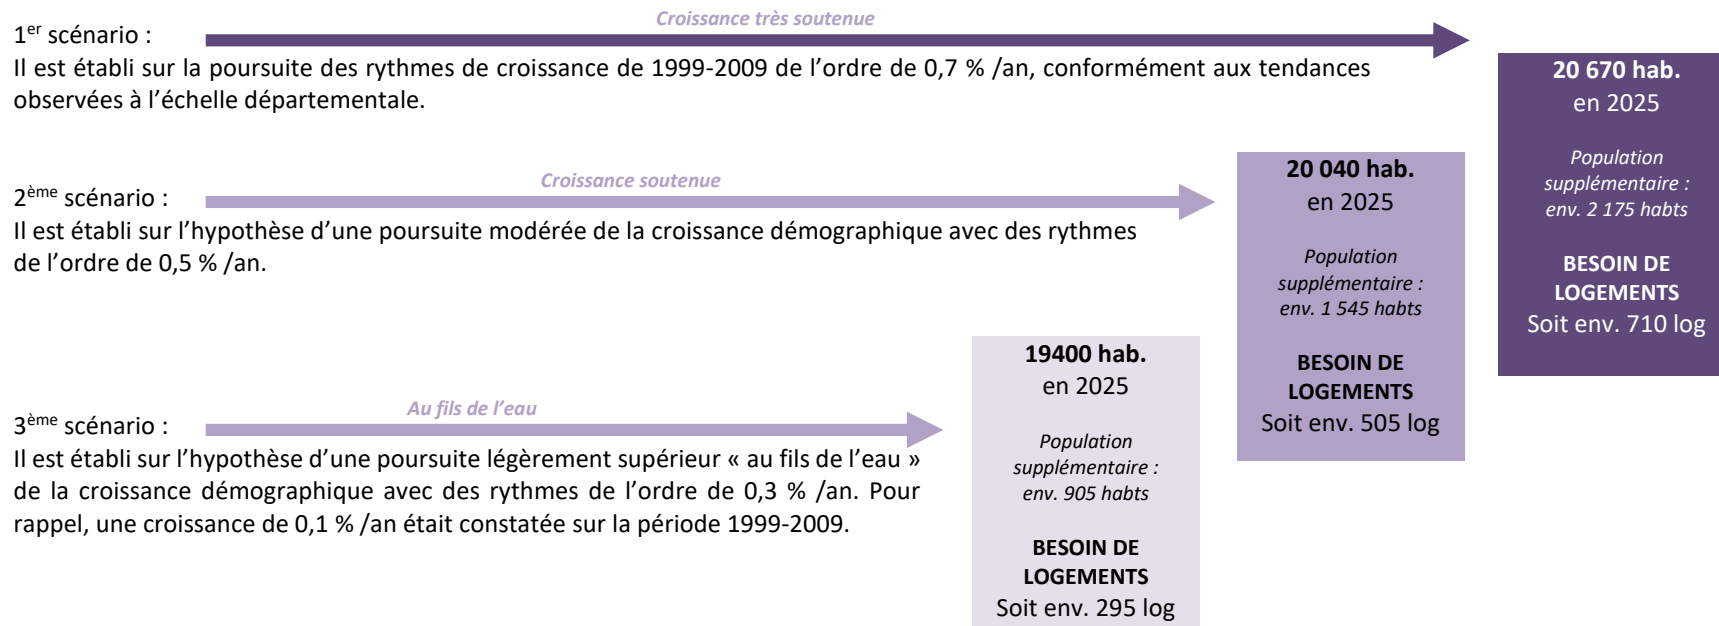 Croissance très soutenue
1er scénario :
Il est établi sur la poursuite des rythmes de croissance de 1999-2009 de l’ordre de 0,7 % /an, conformément aux tendances
observées à l’échelle départementale.
20 670 hab.
en 2025
Population
supplémentaire :
env. 2 175 habts
BESOIN DE
LOGEMENTS
Soit env. 710 log
Croissance soutenue
2ème scénario :
Il est établi sur l’hypothèse d’une poursuite modérée de la croissance démographique avec des rythmes
de l’ordre de 0,5 % /an.
20 040 hab.
en 2025
Population
supplémentaire :
env. 1 545 habts
BESOIN DE
LOGEMENTS
Soit env. 505 log
Au fils de l’eau
3ème scénario :
Il est établi sur l’hypothèse d’une poursuite légèrement supérieur « au fils de l’eau »
de la croissance démographique avec des rythmes de l’ordre de 0,3 % /an. Pour
rappel, une croissance de 0,1 % /an était constatée sur la période 1999-2009.
19400 hab.
en 2025
Population
supplémentaire :
env. 905 habts
BESOIN DE
LOGEMENTS
Soit env. 295 log